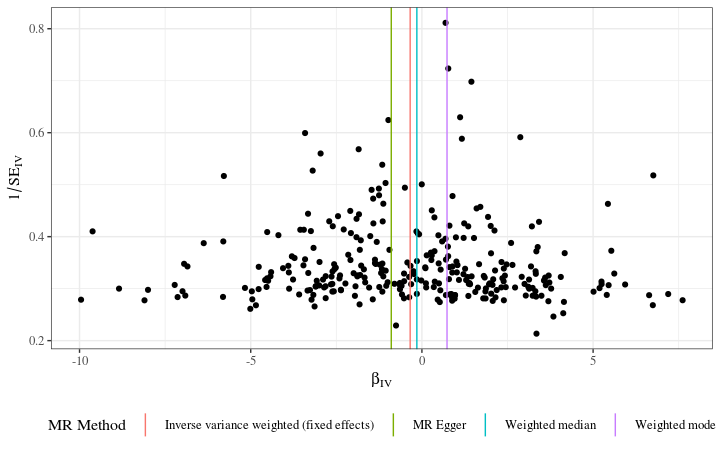 0.8
0.6
0.4
0.2
1/SE_IV
-10
-5
0
5
β_IV
MR Method
Inverse variance weighted (fixed effects)
MR Egger
Weighted median
Weighted mode